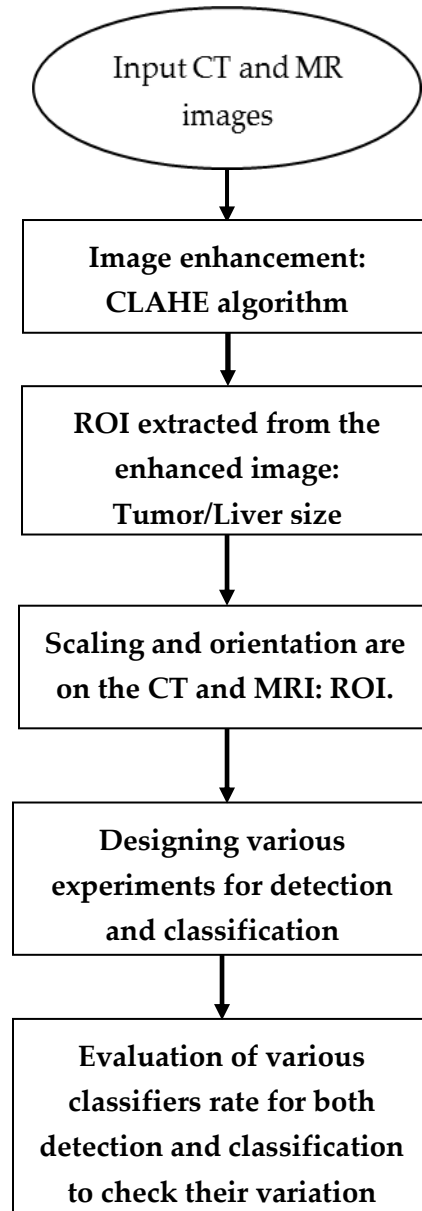 Input CT and MR
images
Image enhancement:
CLAHE algorithm
ROI extracted from the
enhanced image:
Tumor/Liver size
Scaling and orientation are
on the CT and MRI: ROI.
Designing various
experiments for detection
and classification
Evaluation of various
classifiers rate for both
detection and classification
to check their variation